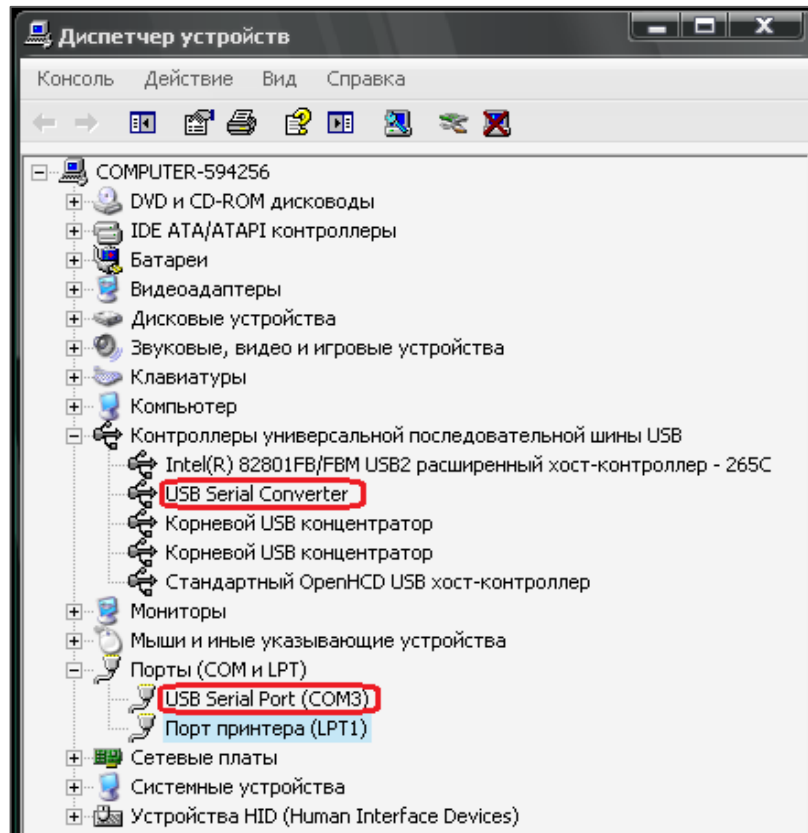 Диспетчер устройств
Консоль Действие Вид Справка
COMPUTER-594256
DVD и CD-ROM дисководы
IDE ATA/ATAPI контроллеры
Батареи
Видеоадаптеры
Дисковые устройства
Звуковые, видео и игровые устройства
Клавиатуры
Компьютер
Контроллеры универсальной последовательной шины USB
Intel(R) 82801FB/FBM USB2 расширенный хост-контроллер - 265C
USB Serial Converter
Корневой USB концентратор
Корневой USB концентратор
Стандартный OpenHCD USB хост-контроллер
Мониторы
Мыши и иные указывающие устройства
Порты (COM и LPT)
USB Serial Port (COM3)
Порт принтера (LPT1)
Сетевые платы
Системные устройства
Устройства HID (Human Interface Devices)